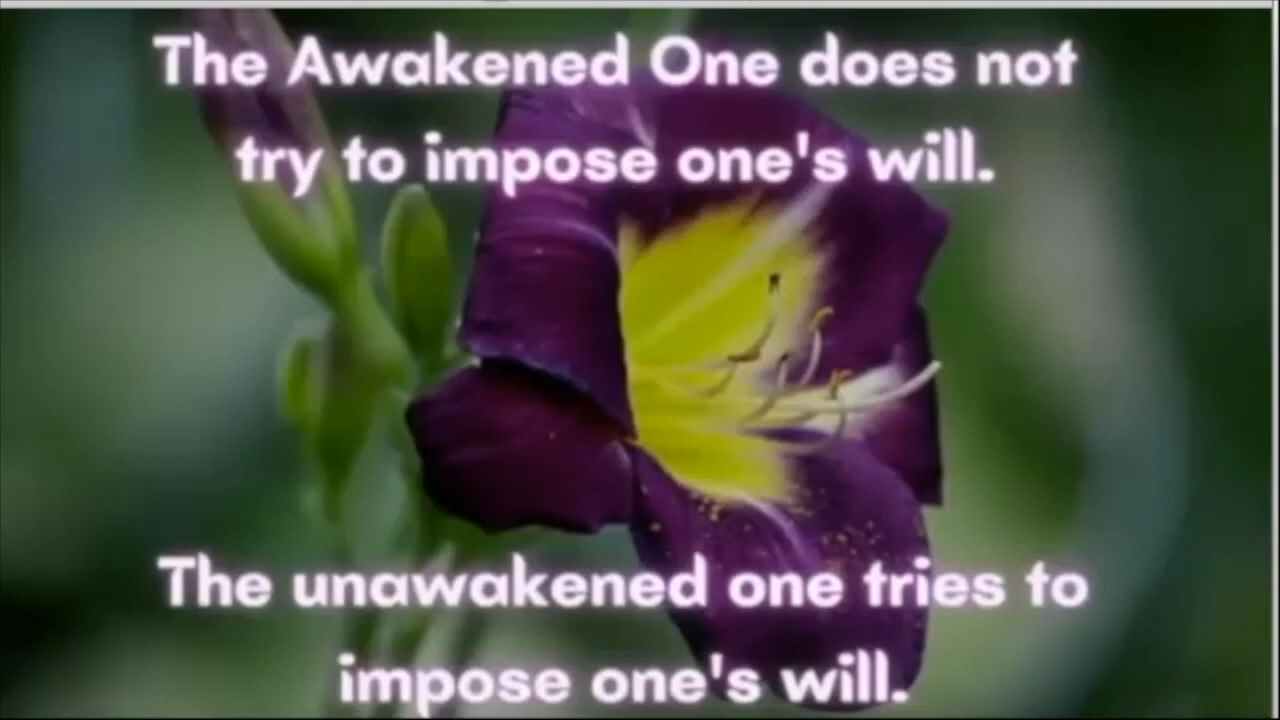 The Awakened One does not
try to impose one's will.
The unawakened one tries to
impose one's will.